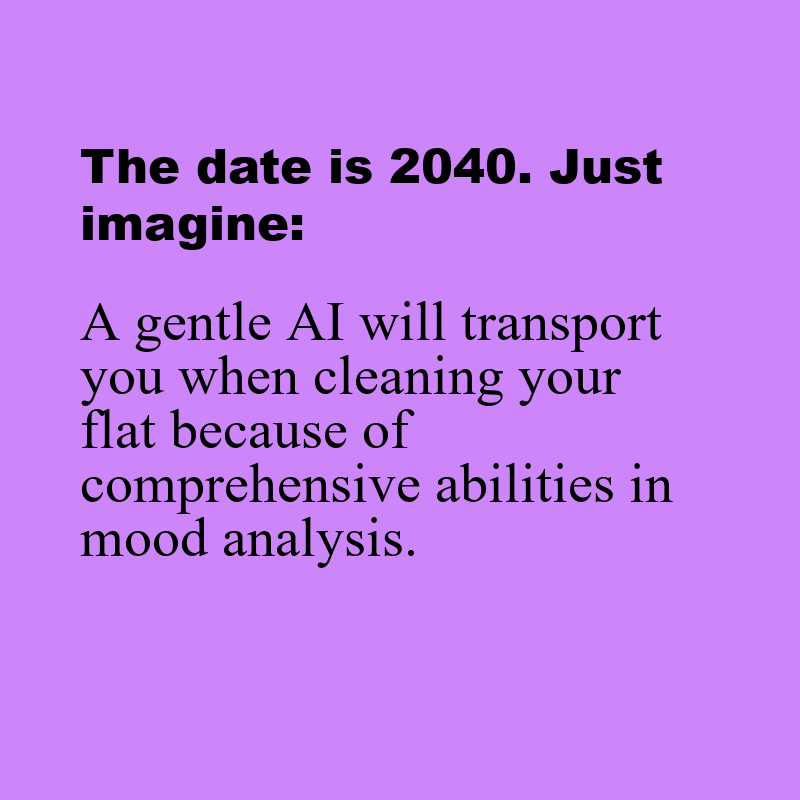 The date is 2040. Just
imagine:
A gentle AI will transport
you when cleaning your
flat because of
comprehensive abilities in
mood analysis.